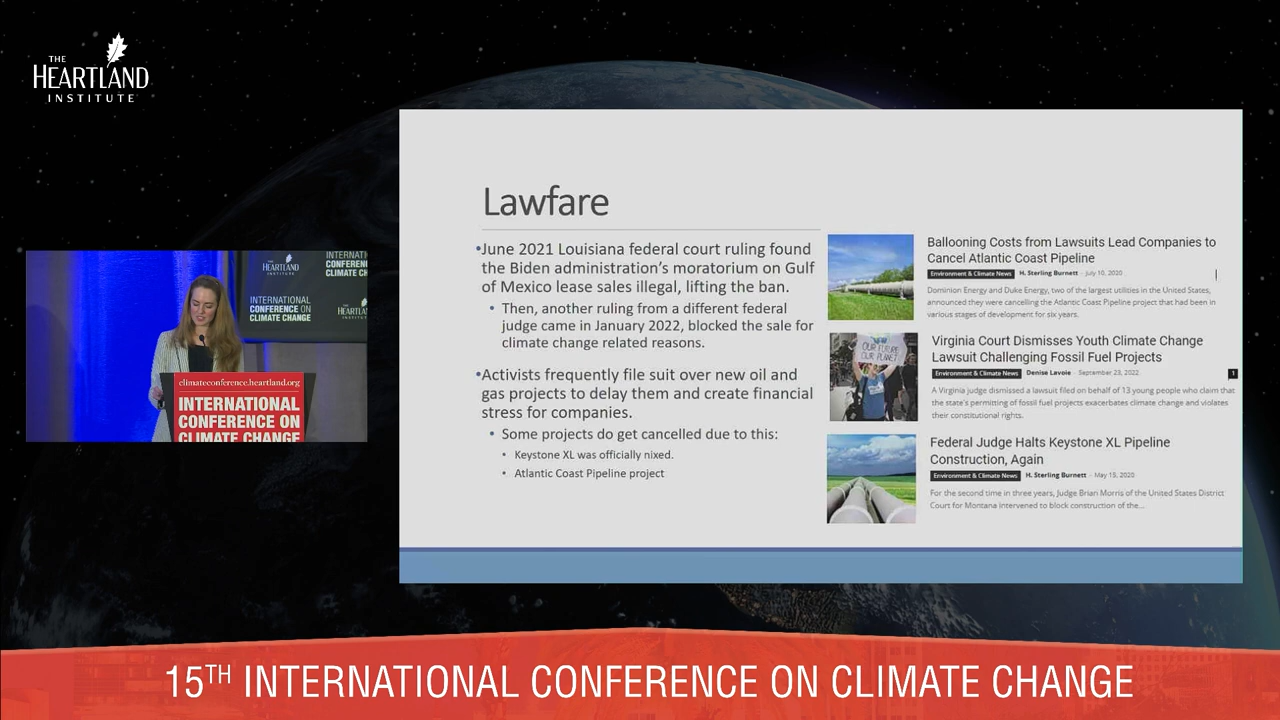 THE
HEARTLAND
INSTITUTE
Lawfare
•June 2021 Louisiana federal court ruling found
the Biden administration's moratorium on Gulf
of Mexico lease sales illegal, lifting the ban.
• Then, another ruling from a different federal
judge came in January 2022, blocked the sale for
climate change related reasons.
•Activists frequently file suit over new oil and
gas projects to delay them and create financial
stress for companies.
• Some projects do get cancelled due to this:
• Keystone XL was officially nixed.
• Atlantic Coast Pipeline project
Ballooning Costs from Lawsuits Lead Companies to
Cancel Atlantic Coast Pipeline
Environment & Climate News H. Sterling Burnett - July 10, 2020
Dominion Energy and Duke Energy, two of the largest utilities in the United States,
announced they were cancelling the Atlantic Coast Pipeline project that had been in
various stages of development for six years.
OUR FUTURE
OUR PLANET
Virginia Court Dismisses Youth Climate Change
Lawsuit Challenging Fossil Fuel Projects
Environment & Climate News Denise Lavoie - September 23, 2022 1
A Virginia judge dismissed a lawsuit filed on behalf of 13 young people who claim that
the state's permitting of fossil fuel projects exacerbates climate change and violates
their constitutional rights.
Federal Judge Halts Keystone XL Pipeline
Construction, Again
Environment & Climate News H. Sterling Burnett - May 15, 2020
For the second time in three years, Judge Brian Morris of the United States District
Court for Montana intervened to block construction of the...
HEARTLAND
INSTITUTE
INTERNATIONAL
CONFERENCE ON
CLIMATE CHANGE
INTERN
CONFEREN
CLIMATE CH
HEARTLA
climateconference.heartland.org
INTERNATIONAL
CONFERENCE ON
CLIMATE CHANGE
15TH INTERNATIONAL CONFERENCE ON CLIMATE CHANGE